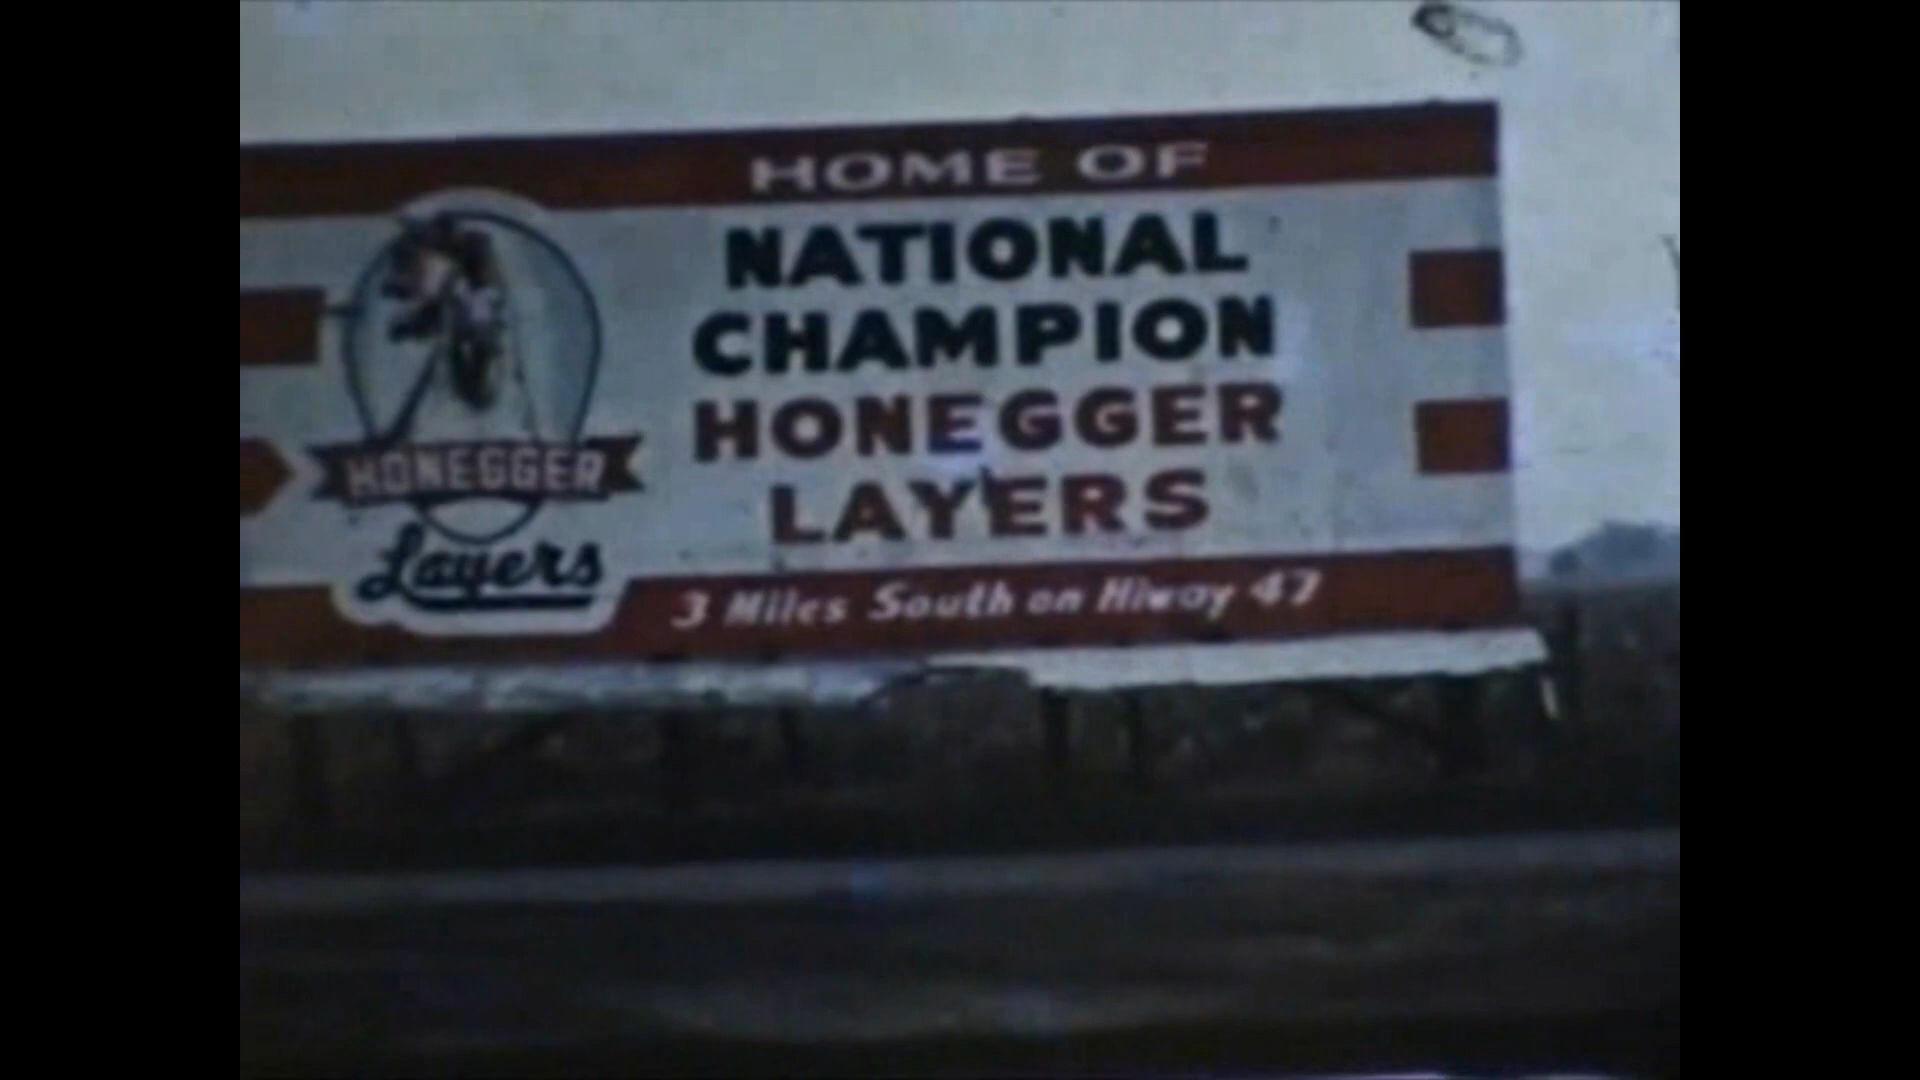 HOME OF
NATIONAL
CHAMPION
HONEGGER
LAYERS
3 Miles South on Hiway 47
HONEGGER
Layers